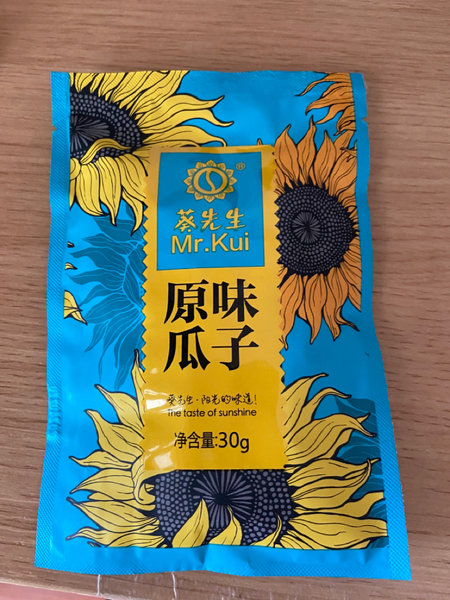 ®
葵先生
Mr.Kui
原味
瓜子
葵先生·阳光的味道!
The taste of sunshine
净含量:30g